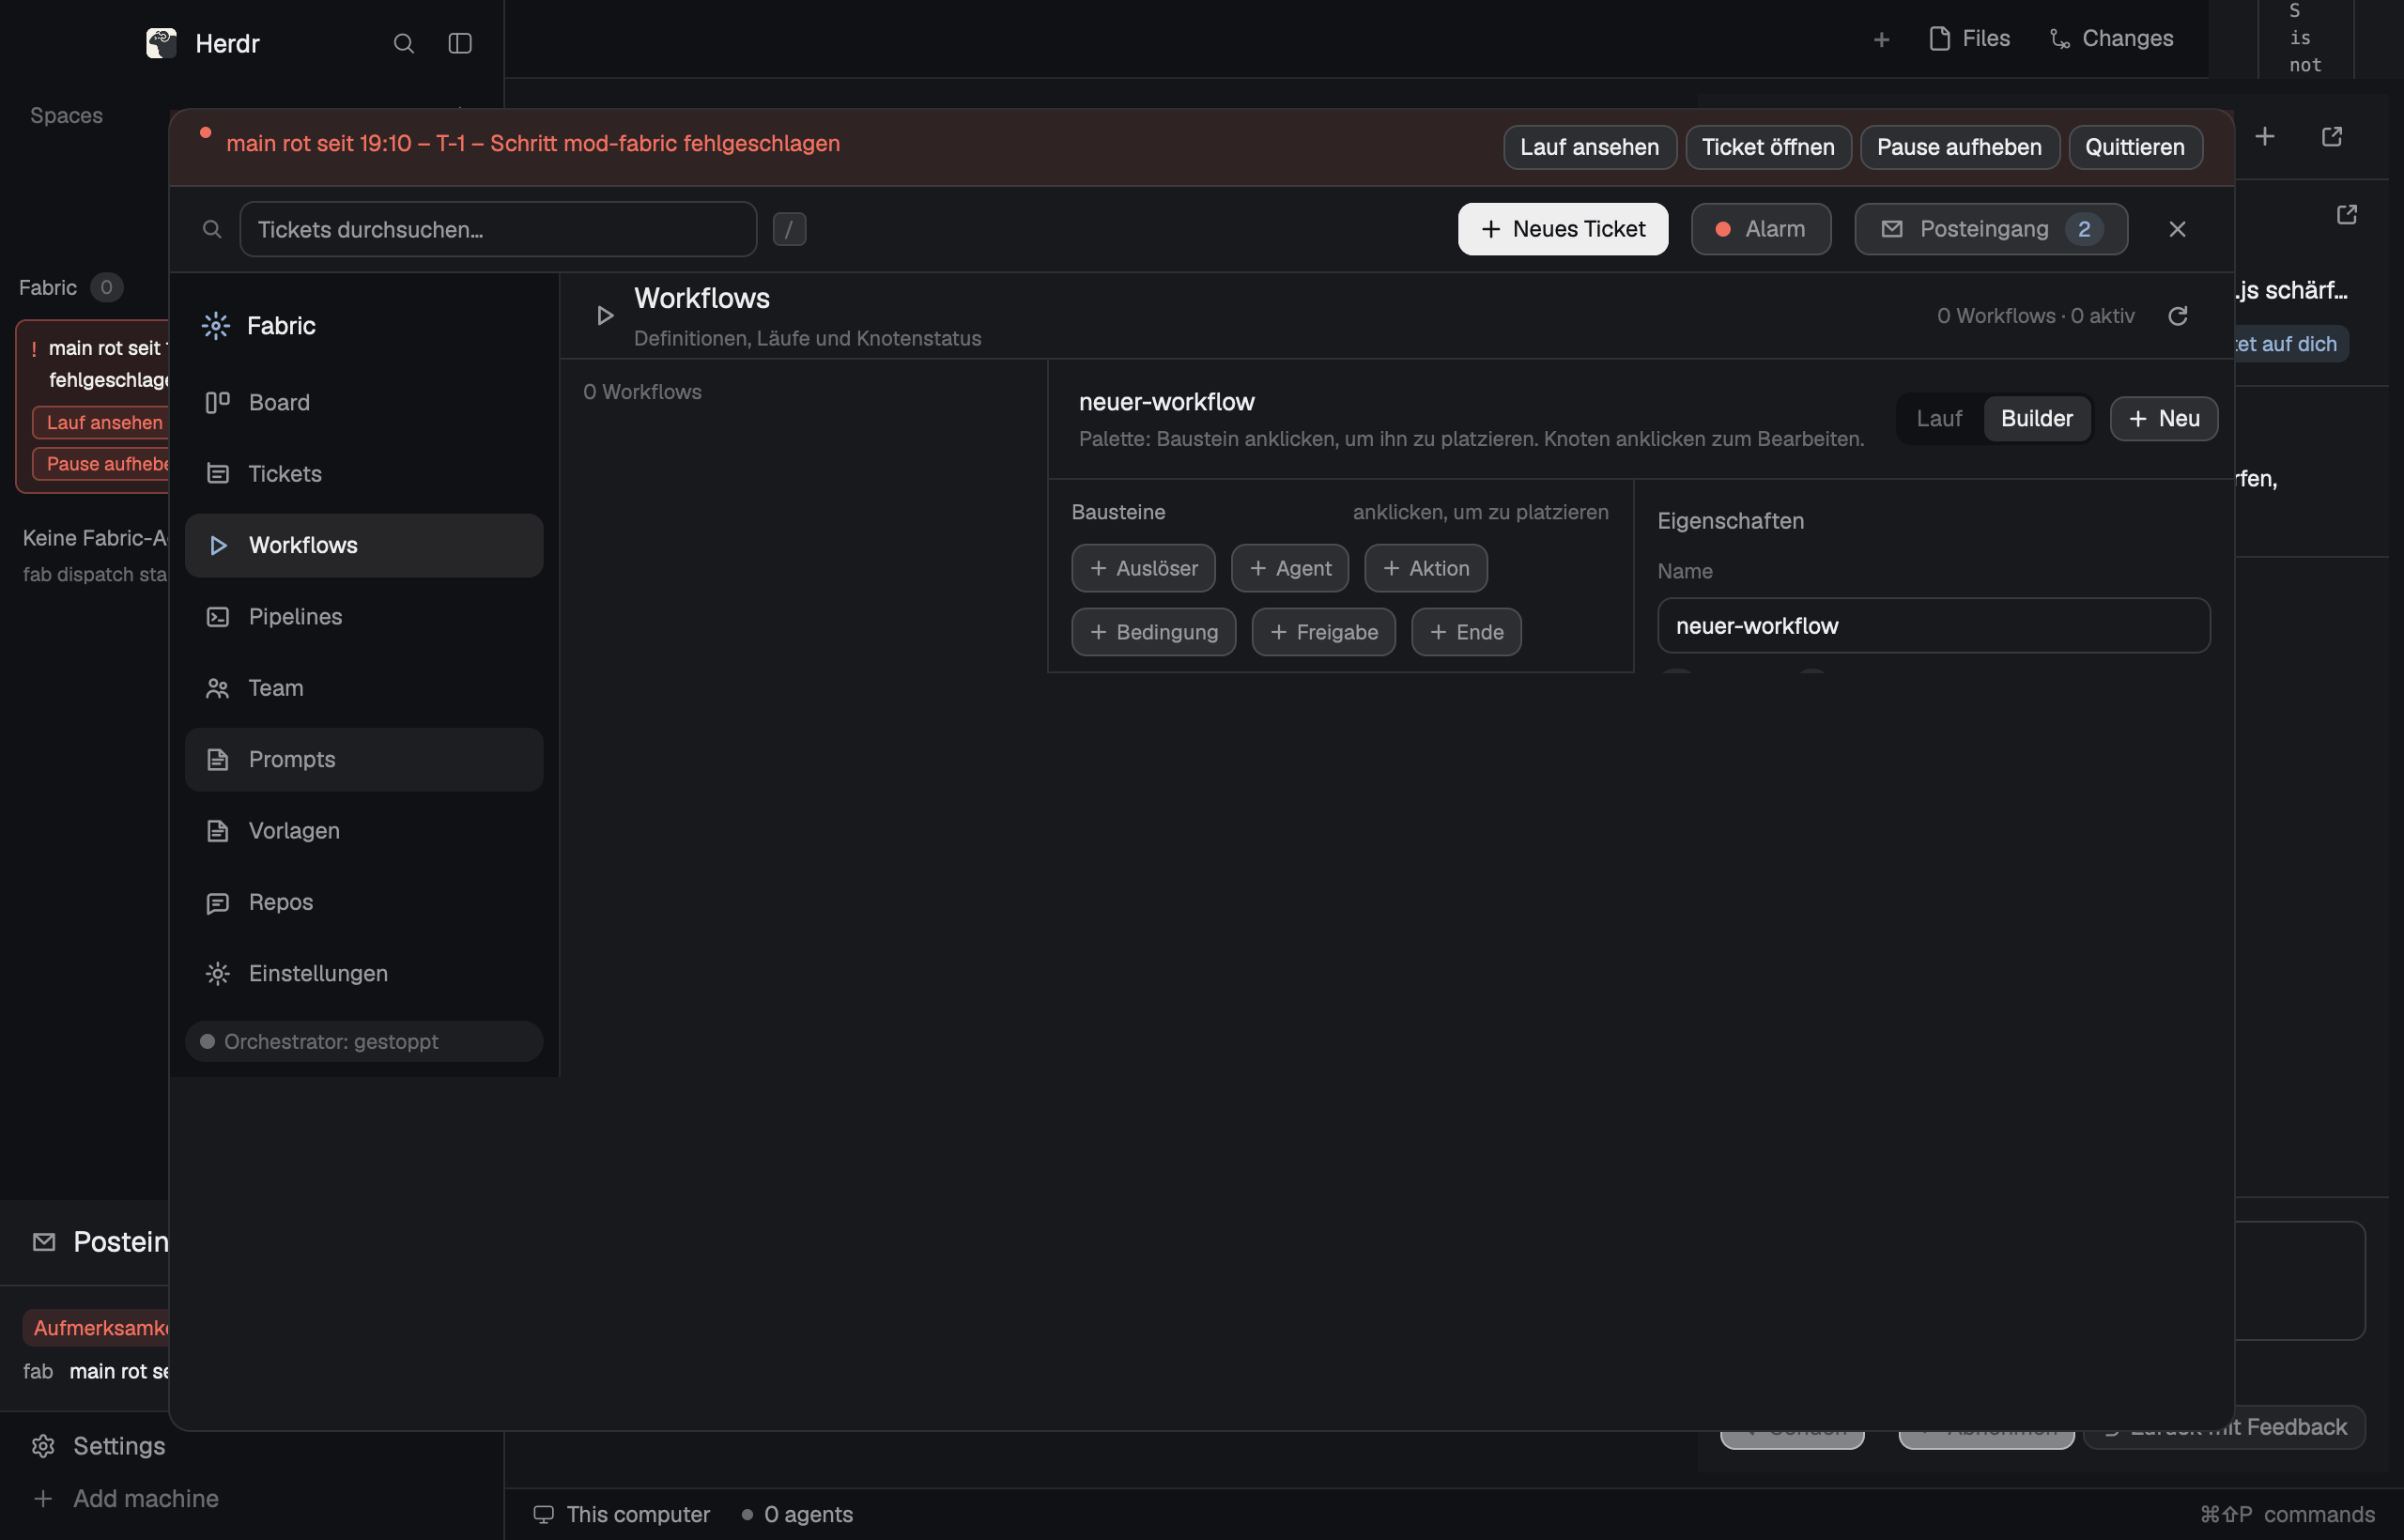 Herdr
Files
Changes
S
is
not
Spaces
main rot seit 19:10 – T-1 – Schritt mod-fabric fehlgeschlagen
Lauf ansehen
Ticket öffnen
Pause aufheben
Quittieren
Tickets durchsuchen...
/
Neues Ticket
Alarm
Posteingang 2
Fabric 0
! main rot seit
fehlgeschlage
Lauf ansehen
Pause aufhebe
Keine Fabric-A
fab dispatch sta
Fabric
Board
Tickets
Workflows
Pipelines
Team
Prompts
Vorlagen
Repos
Einstellungen
Orchestrator: gestoppt
Workflows
Definitionen, Läufe und Knotenstatus
0 Workflows · 0 aktiv
0 Workflows
neuer-workflow
Palette: Baustein anklicken, um ihn zu platzieren. Knoten anklicken zum Bearbeiten.
Lauf
Builder
Neu
Bausteine
anklicken, um zu platzieren
Auslöser
Agent
Aktion
Bedingung
Freigabe
Ende
Eigenschaften
Name
neuer-workflow
.js schärf...
tet auf dich
rfen,
Postein
Aufmerksamke
fab main rot se
Settings
Add machine
mit Feedback
This computer
0 agents
⌘⇧P commands